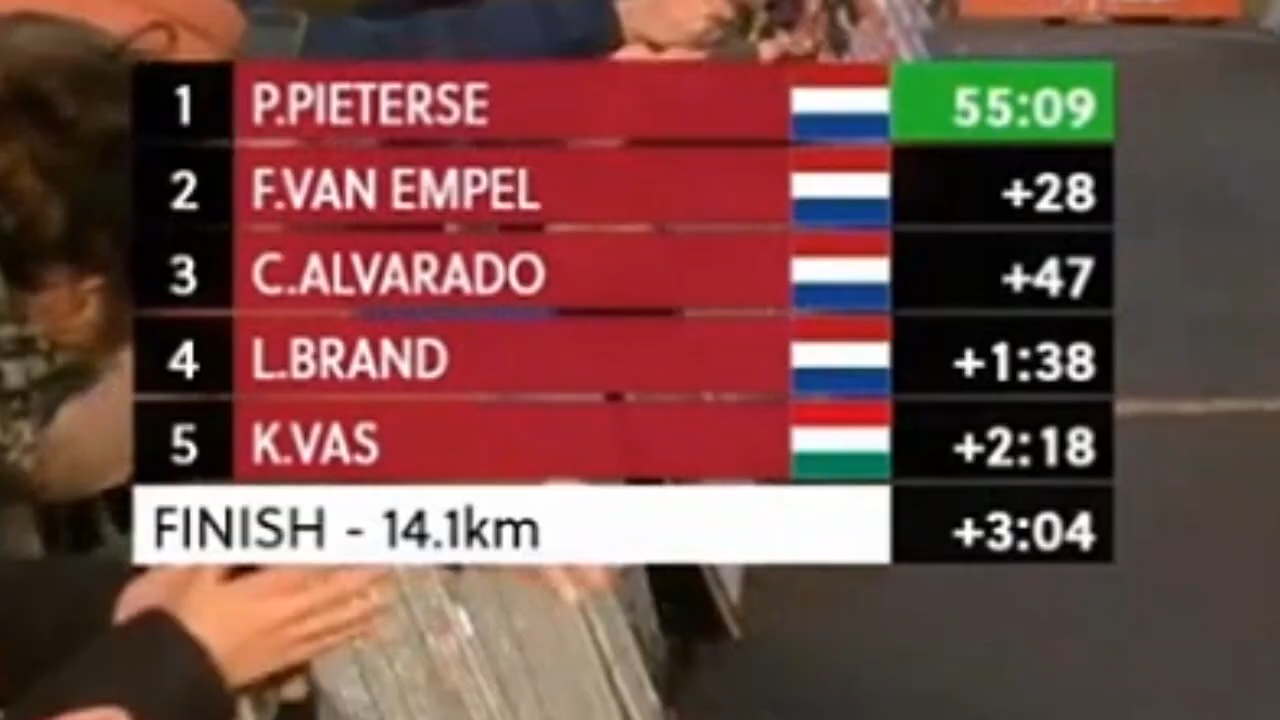 1 P.PIETERSE 55:09
2 F.VAN EMPEL +28
3 C.ALVARADO +47
4 L.BRAND +1:38
5 K.VAS +2:18
FINISH - 14.1km +3:04